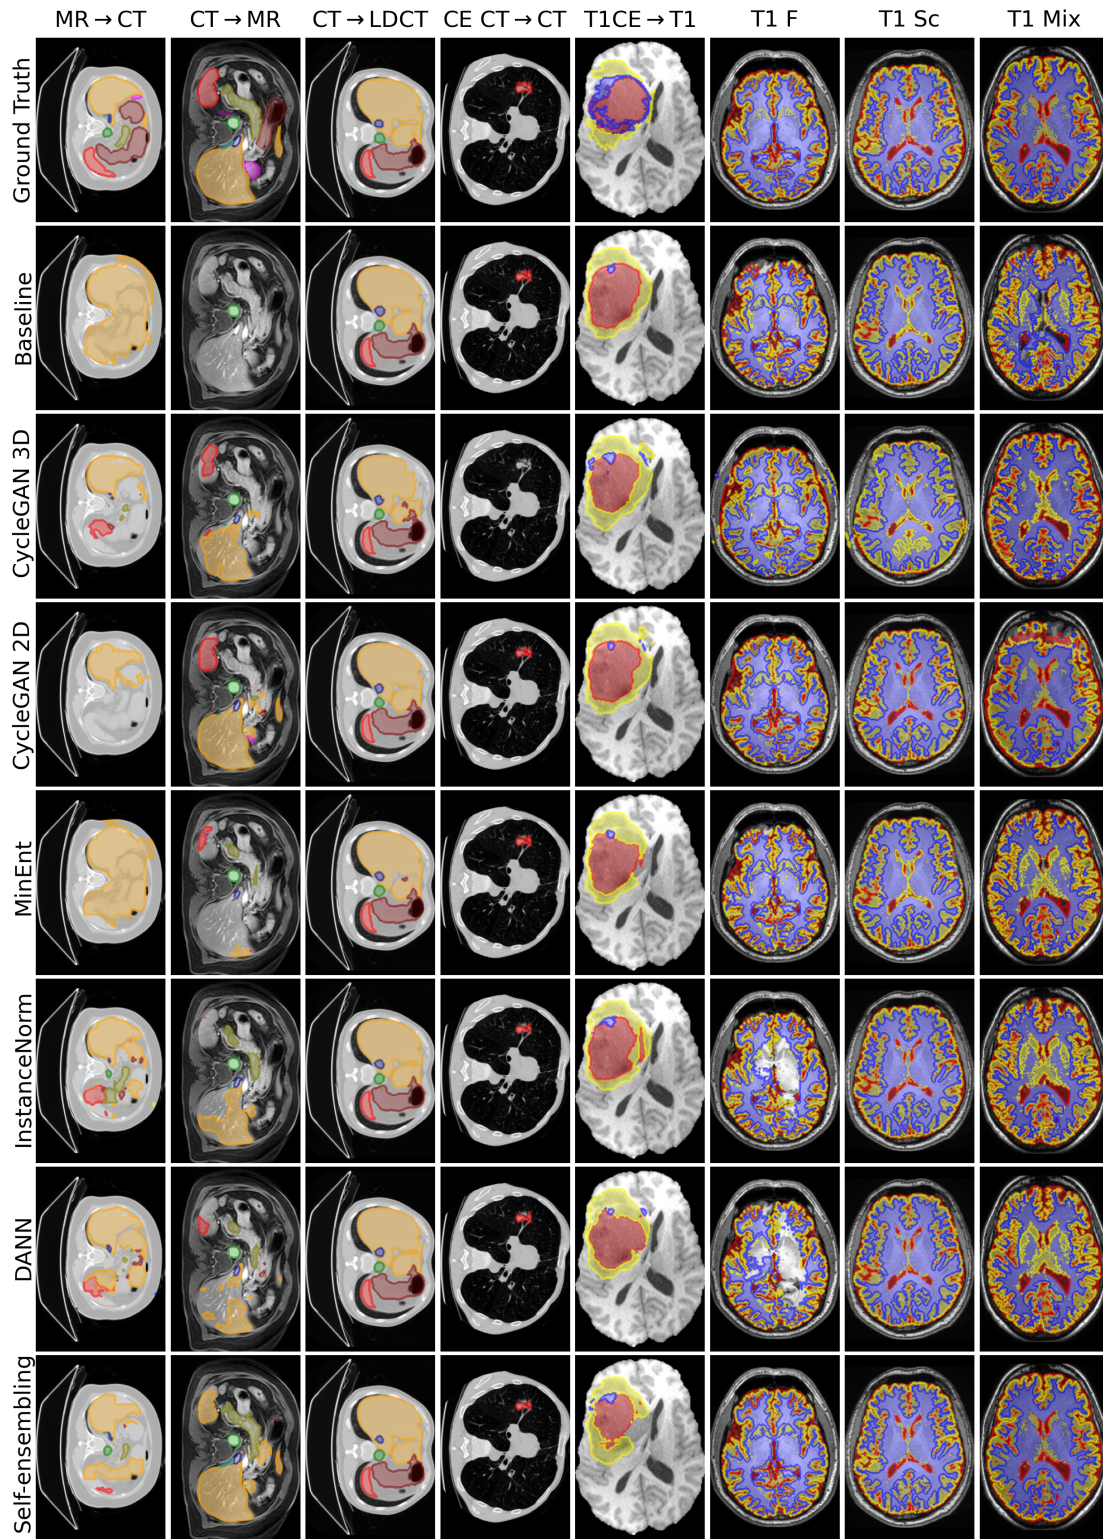 MR→CT
CT→MR
CT→LDCT
CE CT→CT
T1CE→T1
T1 F
T1 Sc
T1 Mix
Ground Truth
Baseline
CycleGAN 3D
CycleGAN 2D
MinEnt
InstanceNorm
DANN
Self-ensembling